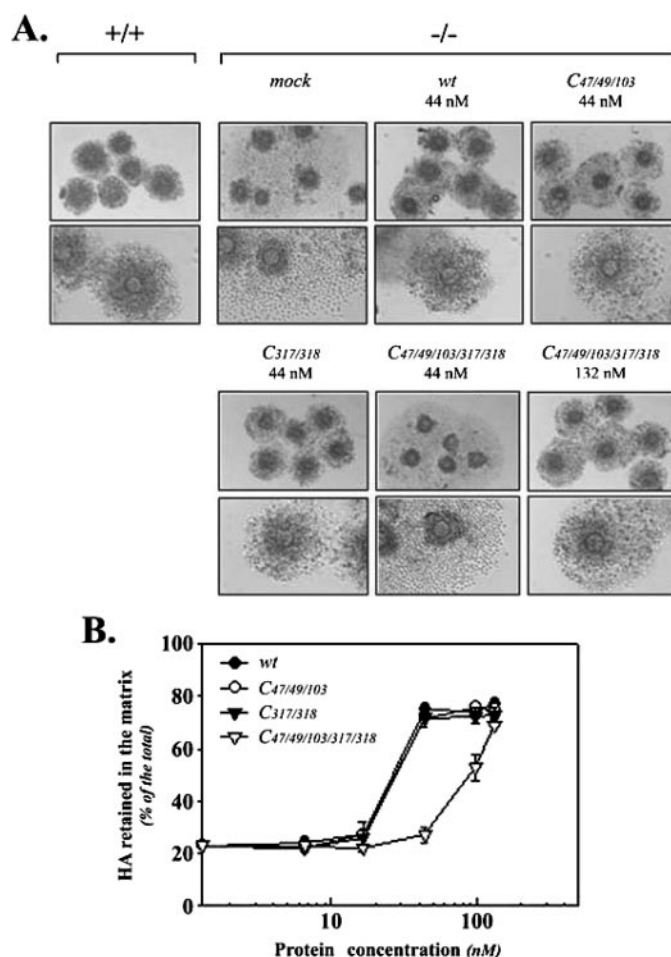 A.
+/+ -/-
mock wt C47/49/103
44 nM 44 nM
C317/318 C47/49/103/317/318 C47/49/103/317/318
44 nM 44 nM 132 nM
B.
100
80
60
40
20
0
HA retained in the matrix
(% of the total)
wt
C47/49/103
C317/318
C47/49/103/317/318
10 100
Protein concentration (nM)